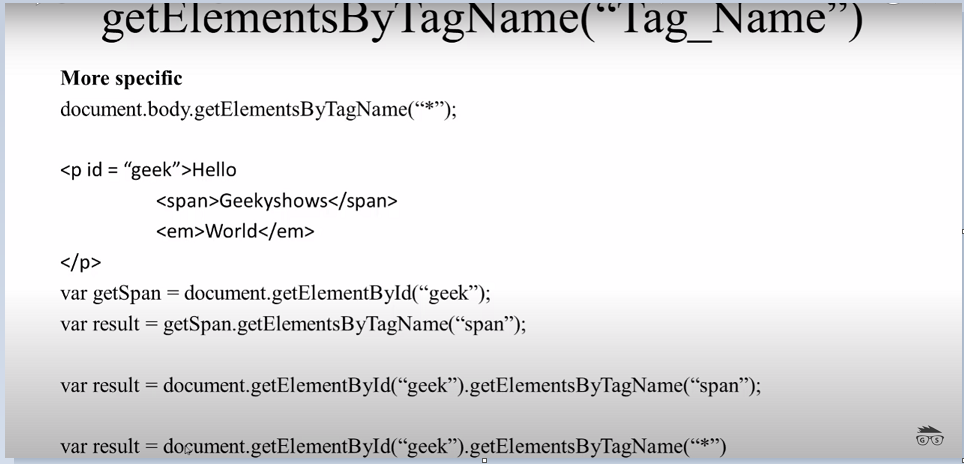 getElementsByTagName(“Tag_Name”)
More specific
document.body.getElementsByTagName(“*”);
<p id = “geek”>Hello
<span>Geekyshows</span>
<em>World</em>
</p>
var getSpan = document.getElementById(“geek”);
var result = getSpan.getElementsByTagName(“span”);
var result = document.getElementById(“geek”).getElementsByTagName(“span”);
var result = document.getElementById(“geek”).getElementsByTagName(“*”)
G S